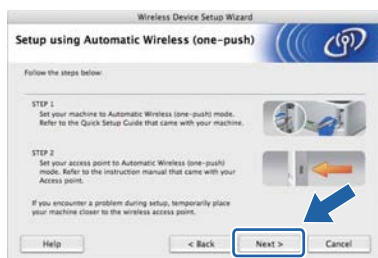 Wireless Device Setup Wizard
Setup using Automatic Wireless (one-push)
Follow the steps below:
STEP 1
Set your machine to Automatic Wireless (one-push) mode.
Refer to the Quick Setup Guide that came with your machine.
STEP 2
Set your access point to Automatic Wireless (one-push)
mode. Refer to the instruction manual that came with your
Access point.
If you encounter a problem during setup, temporarily place
your machine closer to the wireless access point.
Help
< Back
Next >
Cancel